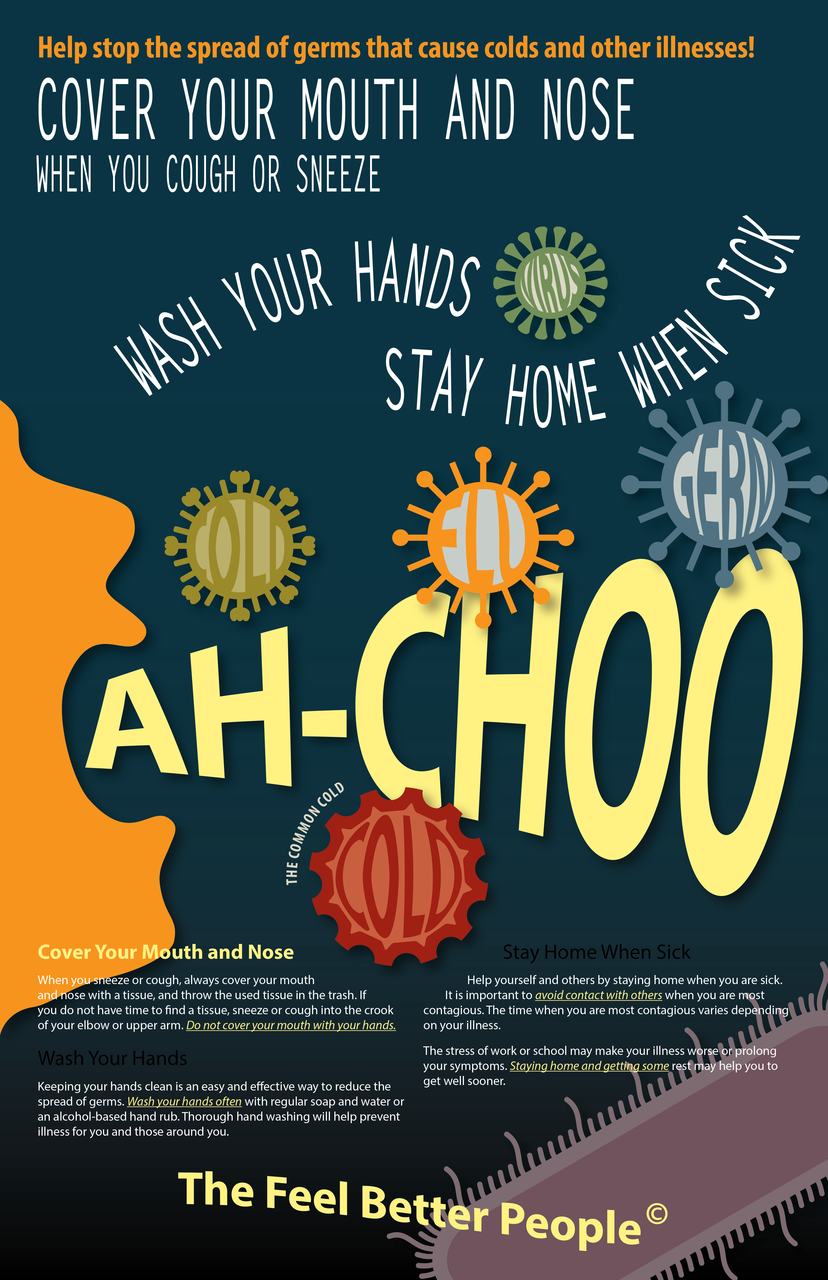 Help stop the spread of germs that cause colds and other illnesses!
COVER YOUR MOUTH AND NOSE
WHEN YOU COUGH OR SNEEZE
WASH YOUR HANDS
VIRUS
STAY HOME WHEN SICK
GERM
COLD
FLU
AH-CHOO
THE COMMON COLD
COLD
Cover Your Mouth and Nose
When you sneeze or cough, always cover your mouth
and nose with a tissue, and throw the used tissue in the trash. If
you do not have time to find a tissue, sneeze or cough into the crook
of your elbow or upper arm. Do not cover your mouth with your hands.
Wash Your Hands
Keeping your hands clean is an easy and effective way to reduce the
spread of germs. Wash your hands often with regular soap and water or
an alcohol-based hand rub. Thorough hand washing will help prevent
illness for you and those around you.
Stay Home When Sick
Help yourself and others by staying home when you are sick.
It is important to avoid contact with others when you are most
contagious. The time when you are most contagious varies depending
on your illness.
The stress of work or school may make your illness worse or prolong
your symptoms. Staying home and getting some rest may help you to
get well sooner.
The Feel Better People©